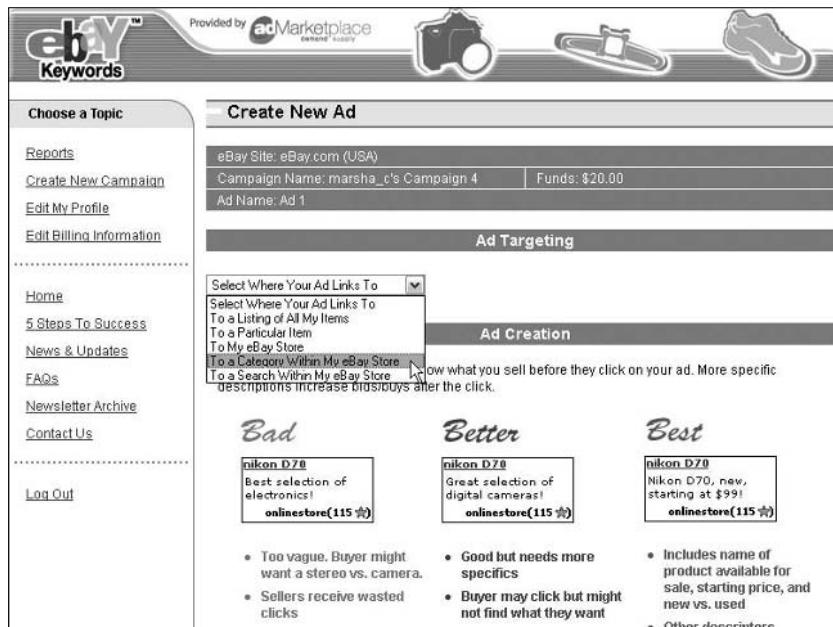 ebaY™
Keywords
Provided by adMarketplace
demand supply
Choose a Topic
Reports
Create New Campaign
Edit My Profile
Edit Billing Information
Home
5 Steps To Success
News & Updates
FAQs
Newsletter Archive
Contact Us
Log Out
Create New Ad
eBay Site: eBay.com (USA)
Campaign Name: marsha_c's Campaign 4 Funds: $20.00
Ad Name: Ad 1
Ad Targeting
Select Where Your Ad Links To
Select Where Your Ad Links To
To a Listing of All My Items
To a Particular Item
To My eBay Store
To a Category Within My eBay Store
To a Search Within My eBay Store
Ad Creation
ow what you sell before they click on your ad. More specific
descriptions increase bids/buys after the click.
Bad
nikon D70
Best selection of
electronics!
onlinestore(115 ☆)
• Too vague. Buyer might
want a stereo vs. camera.
• Sellers receive wasted
clicks
Better
nikon D70
Great selection of
digital cameras!
onlinestore(115 ☆)
• Good but needs more
specifics
• Buyer may click but might
not find what they want
Best
nikon D70
Nikon D70, new,
starting at $99!
onlinestore(115 ☆)
• Includes name of
product available for
sale, starting price, and
new vs. used
• Other descriptors